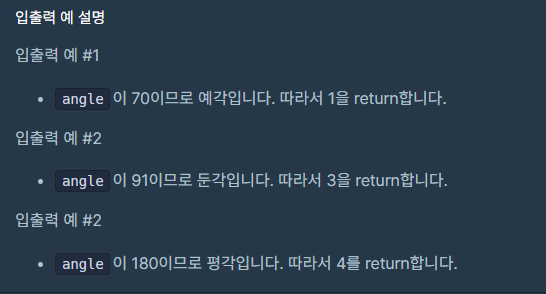 입출력 예 설명
입출력 예 #1
• angle 이 70이므로 예각입니다. 따라서 1을 return합니다.
입출력 예 #2
• angle 이 91이므로 둔각입니다. 따라서 3을 return합니다.
입출력 예 #2
• angle 이 180이므로 평각입니다. 따라서 4를 return합니다.